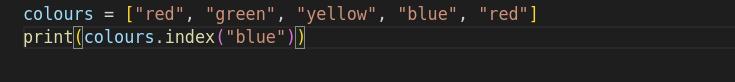 colours = ["red", "green", "yellow", "blue", "red"]
print(colours.index("blue"))